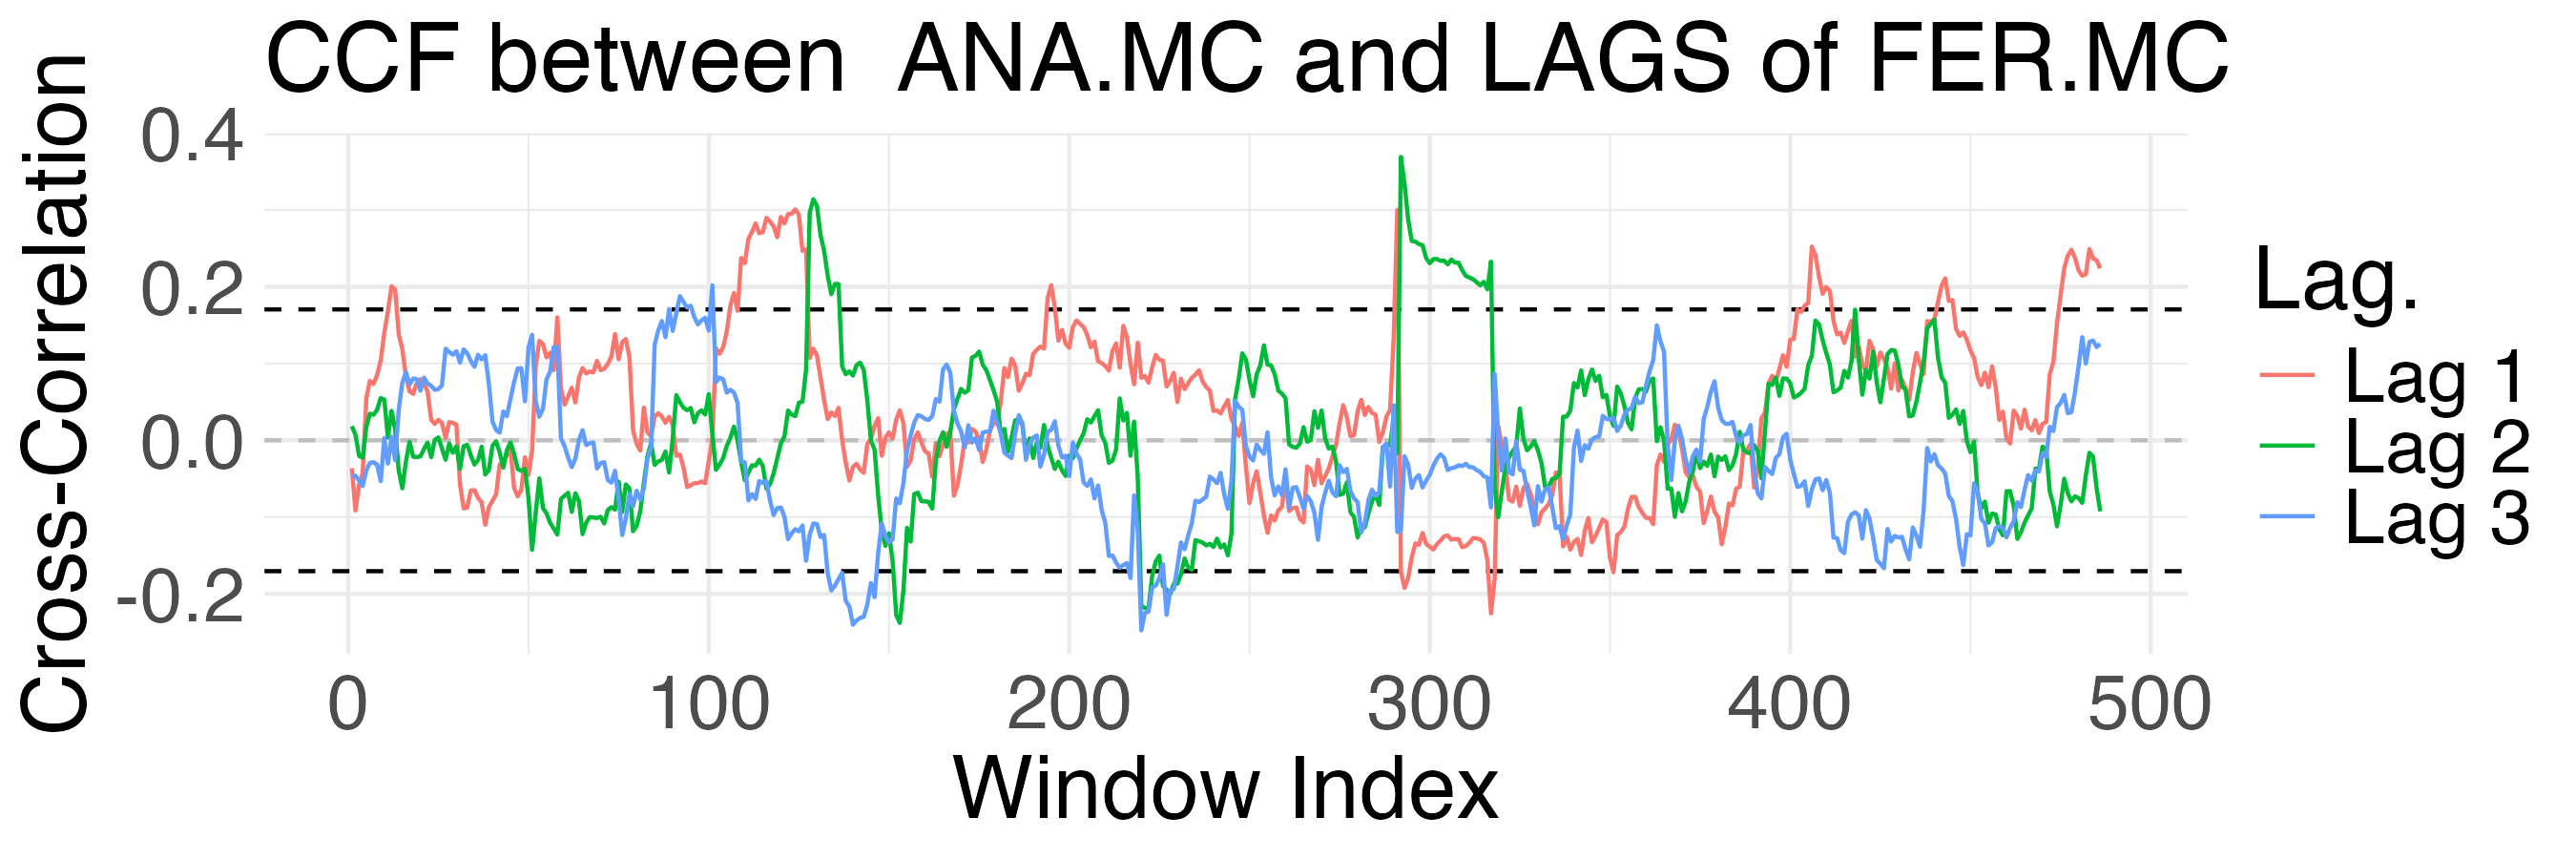 CCF between  ANA.MC and LAGS of FER.MC
Cross-Correlation
0.4
0.2
0.0
-0.2
0 100 200 300 400 500
Window Index
Lag.
Lag 1
Lag 2
Lag 3